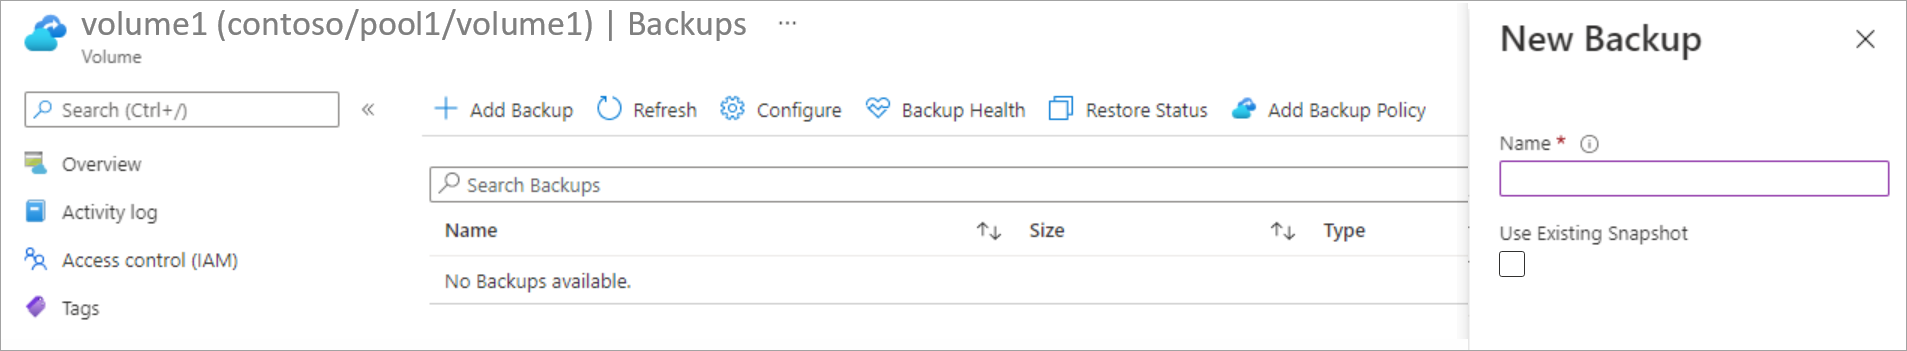 volume1 (contoso/pool1/volume1) | Backups ...
Volume
Search (Ctrl+/)
«
Overview
Activity log
Access control (IAM)
Tags
Add Backup Refresh Configure Backup Health Restore Status Add Backup Policy
Search Backups
Name Size Type
No Backups available.
New Backup
Name *
Use Existing Snapshot